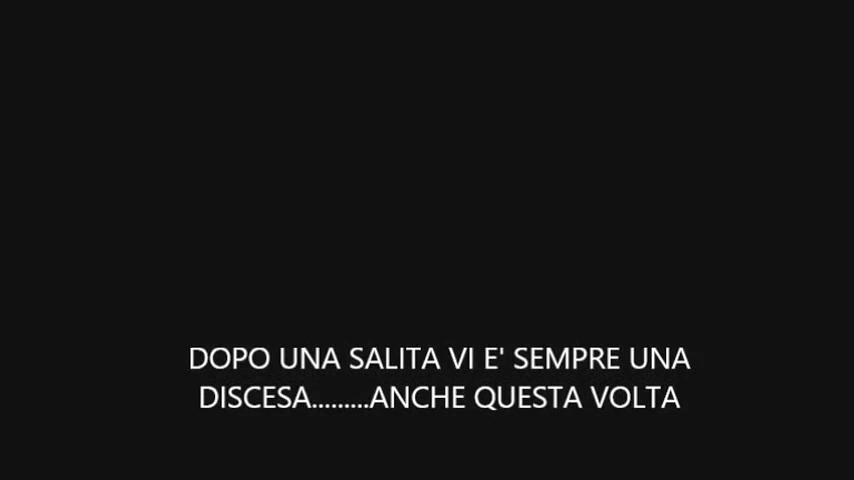 DOPO UNA SALITA VI E' SEMPRE UNA
DISCESA.........ANCHE QUESTA VOLTA